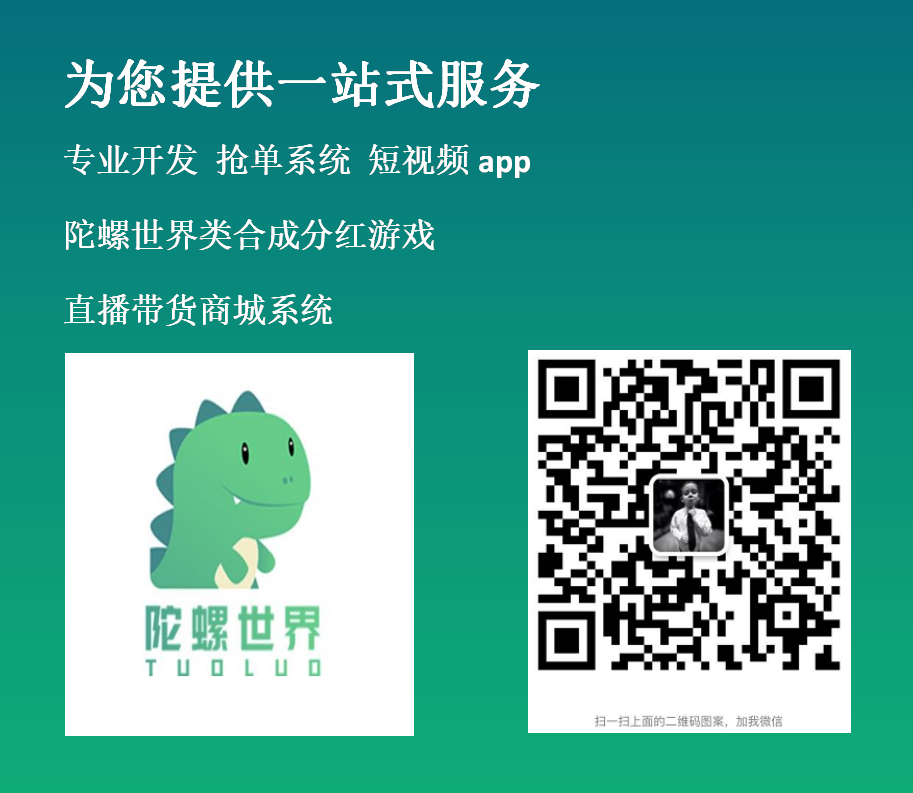 为您提供一站式服务
专业开发 抢单系统 短视频 app
陀螺世界类合成分红游戏
直播带货商城系统
陀螺世界
TUOLUO
扫一扫上面的二维码图案，加我微信